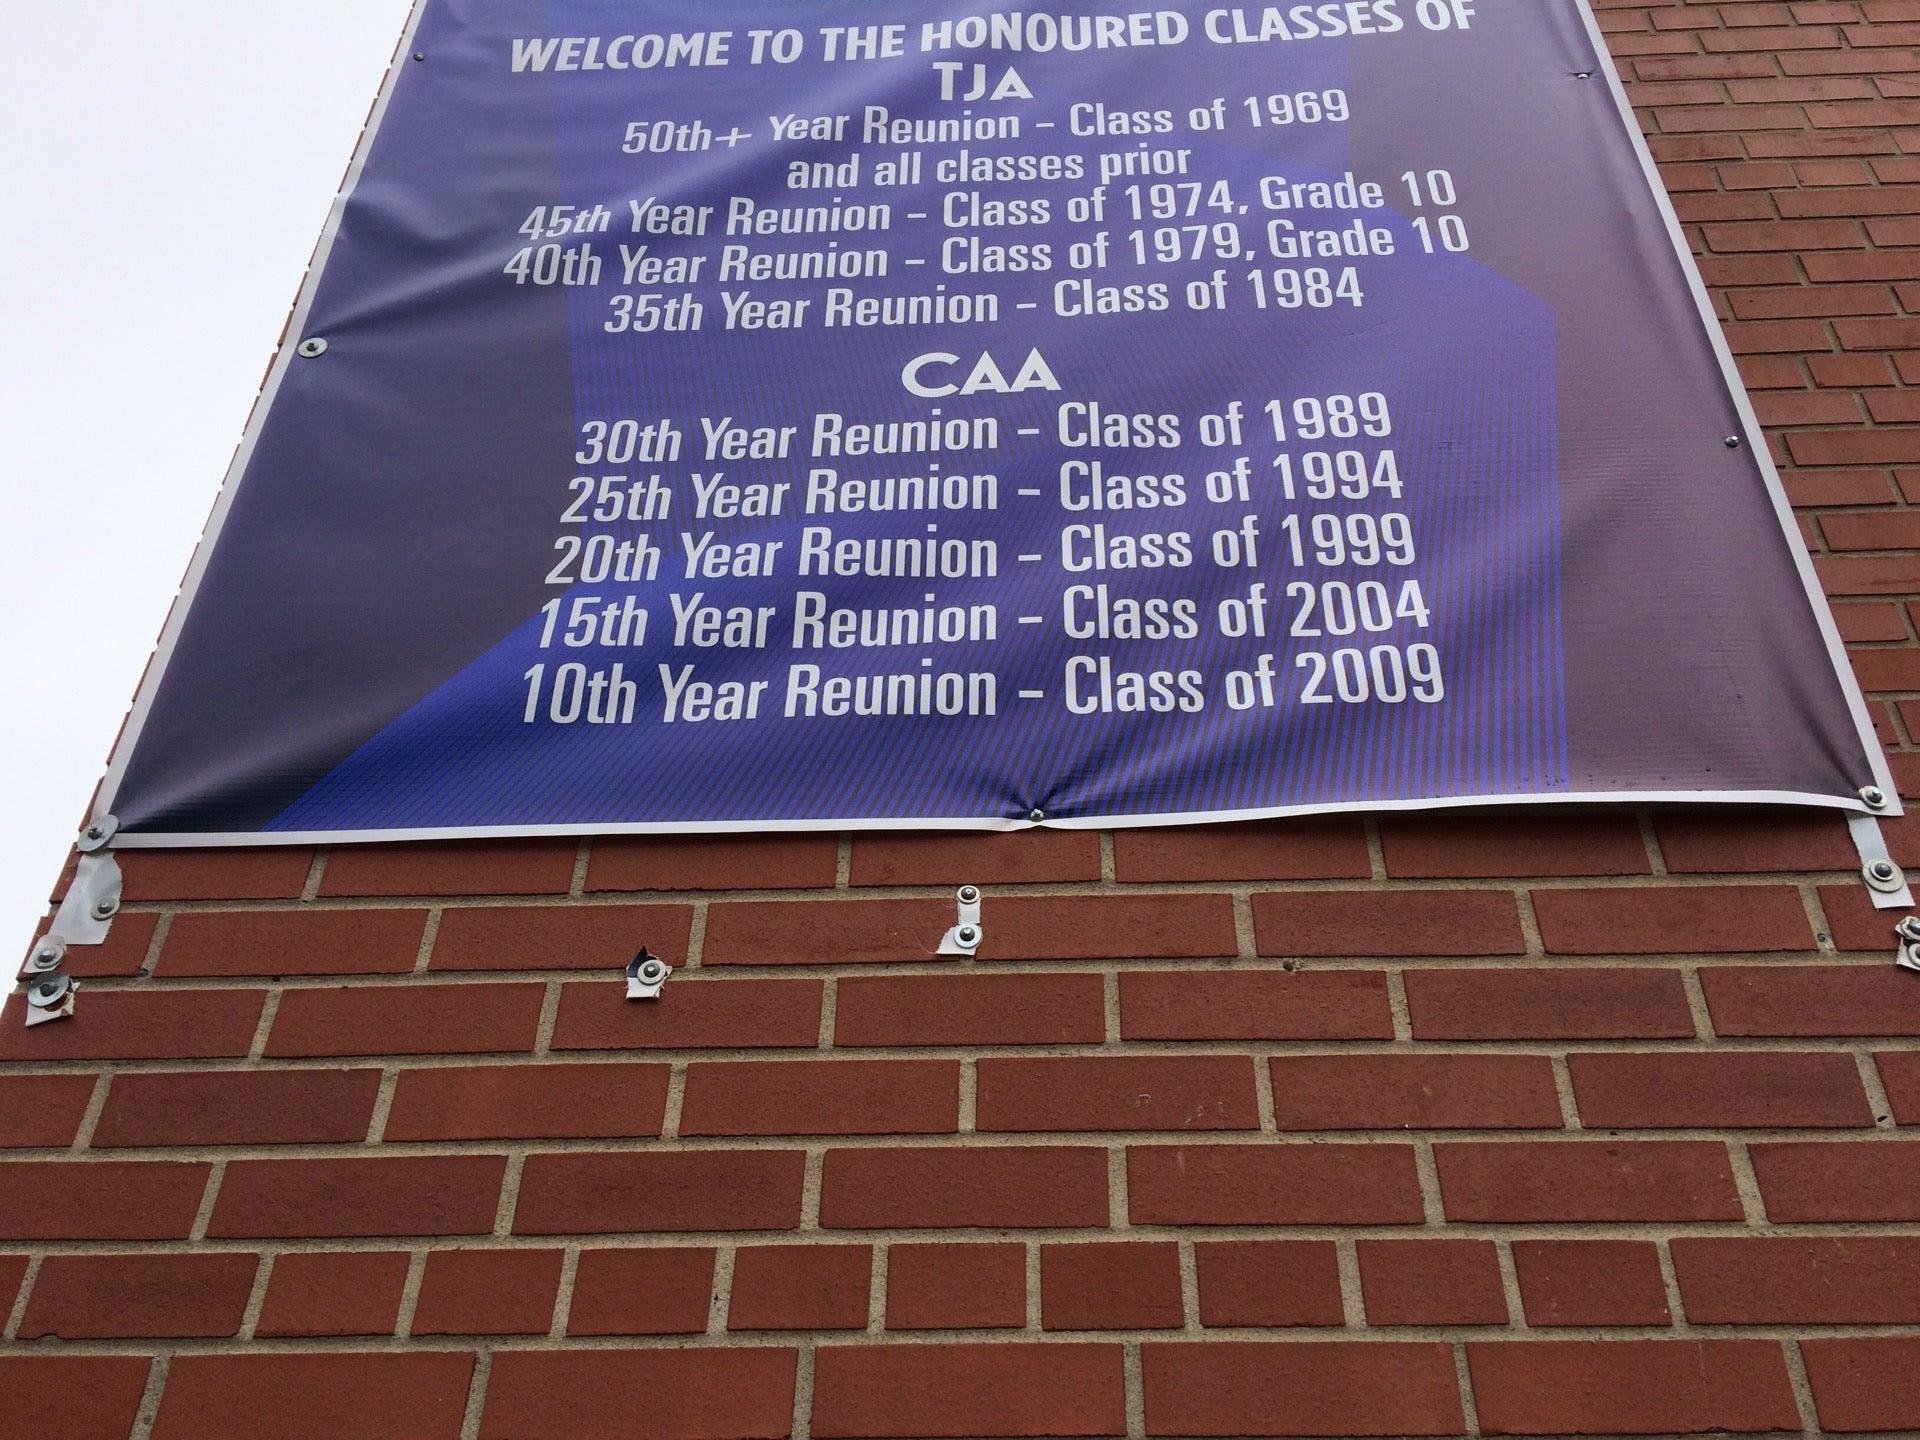 WELCOME TO THE HONOURED CLASSES OF
TJA
50th+ Year Reunion – Class of 1969
and all classes prior
45th Year Reunion – Class of 1974, Grade 10
40th Year Reunion – Class of 1979, Grade 10
35th Year Reunion – Class of 1984
CAA
30th Year Reunion – Class of 1989
25th Year Reunion – Class of 1994
20th Year Reunion – Class of 1999
15th Year Reunion – Class of 2004
10th Year Reunion – Class of 2009